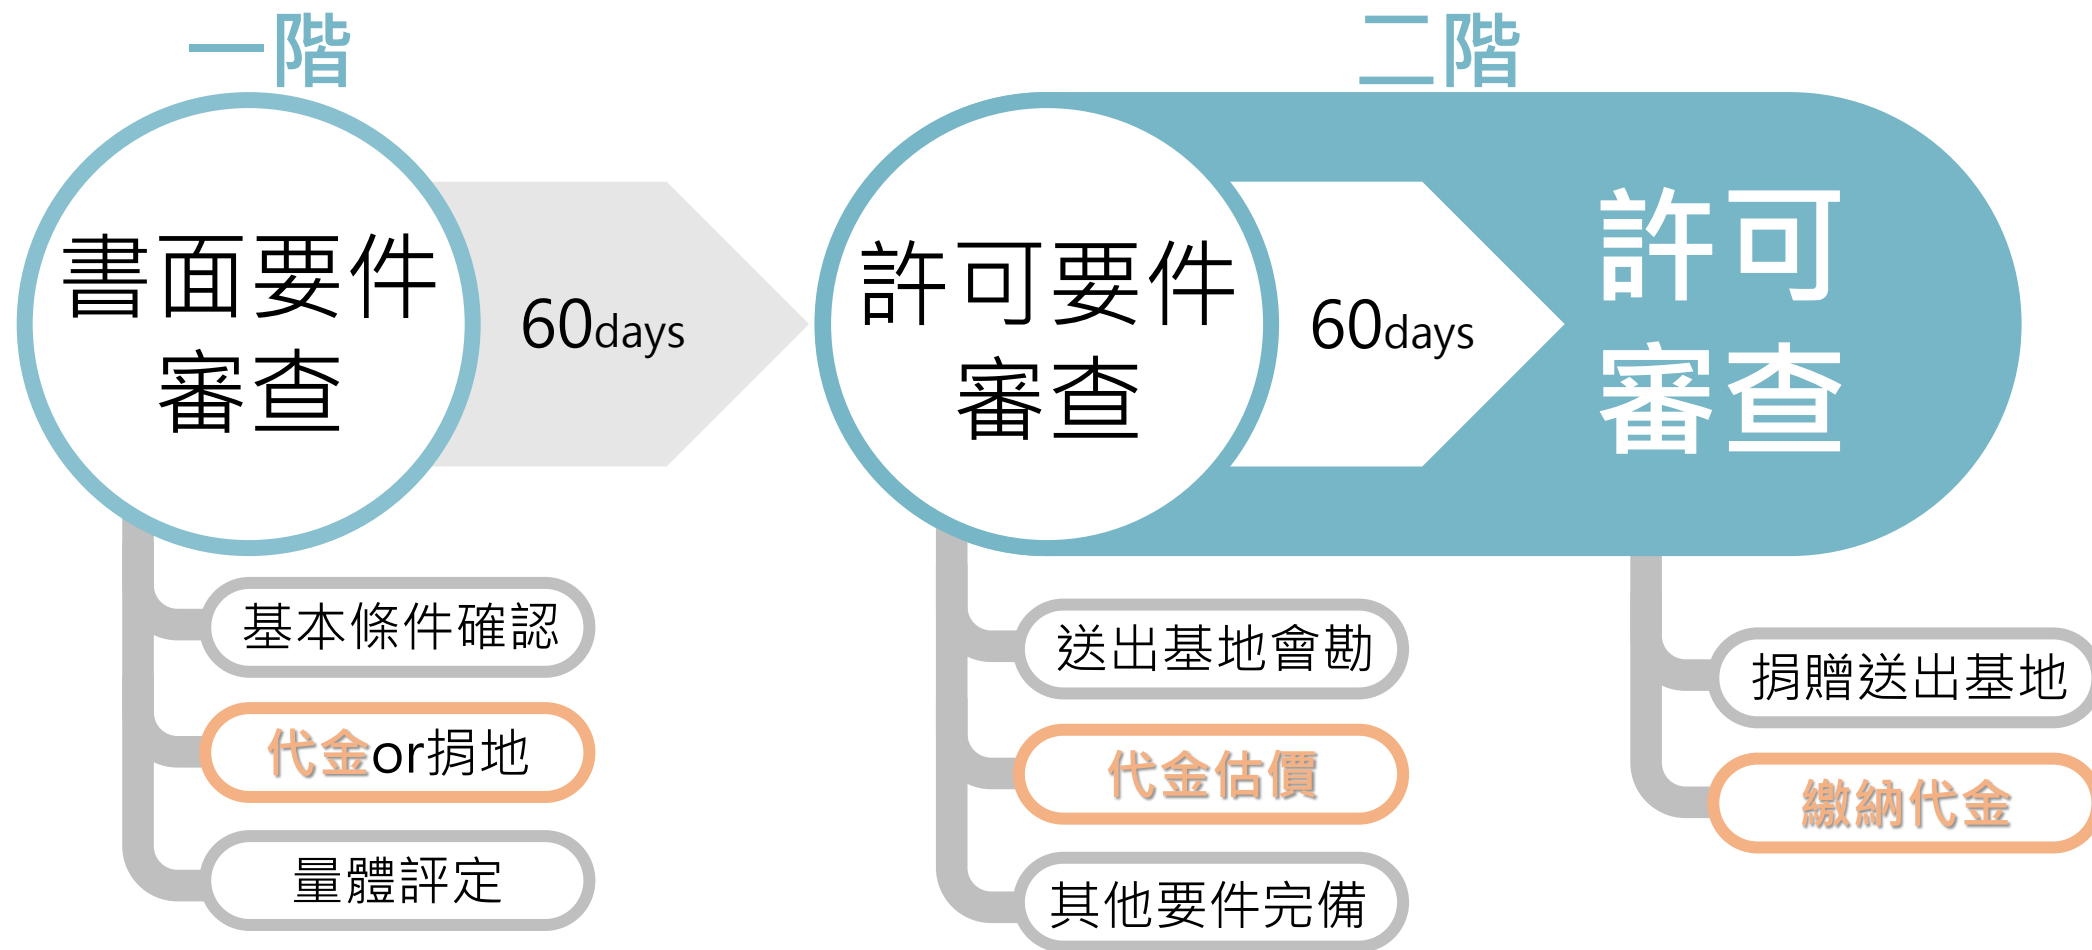 一階
書面要件
審查
60days
基本條件確認
代金or捐地
量體評定
二階
許可要件
審查
60days
許可
審查
送出基地會勘
代金估價
其他要件完備
捐贈送出基地
繳納代金